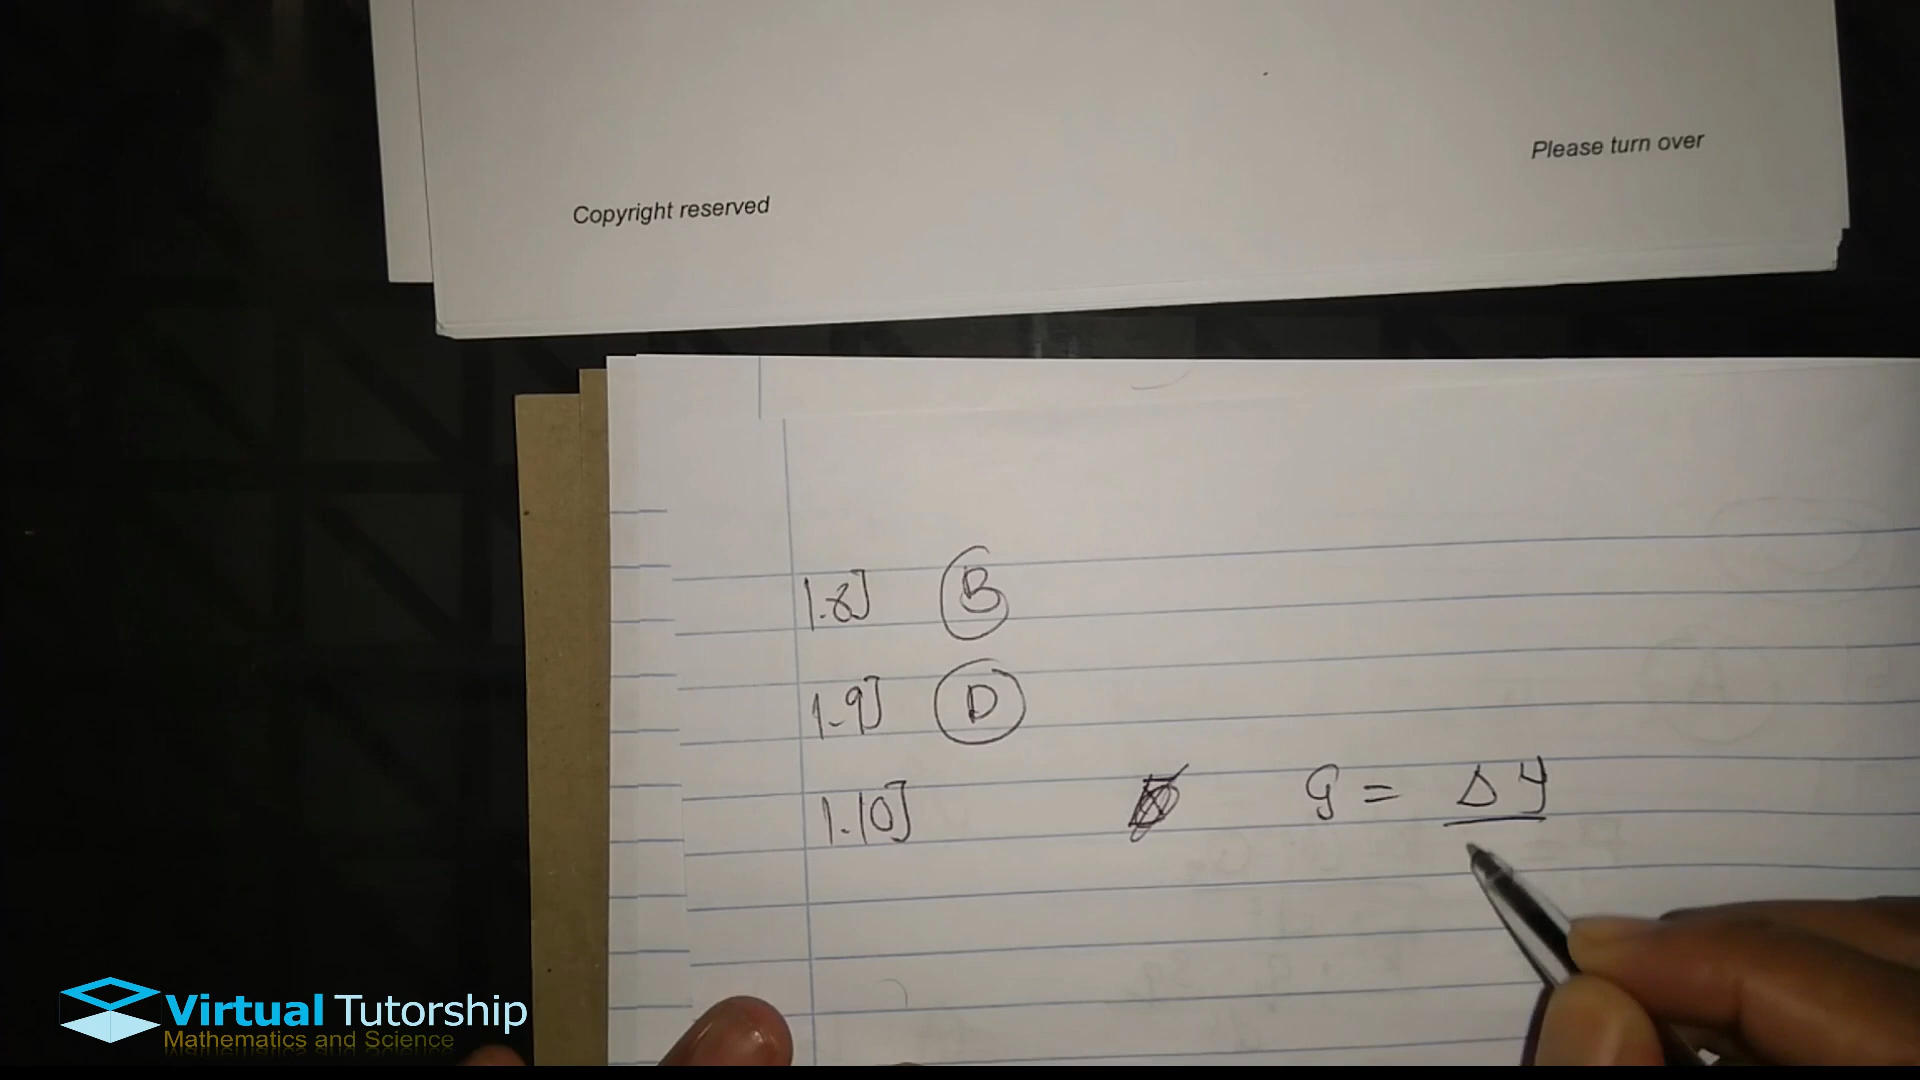 Please turn over
Copyright reserved
1.8] B
1.9] D
1.10] g = Δy
Virtual Tutorship
Mathematics and Science